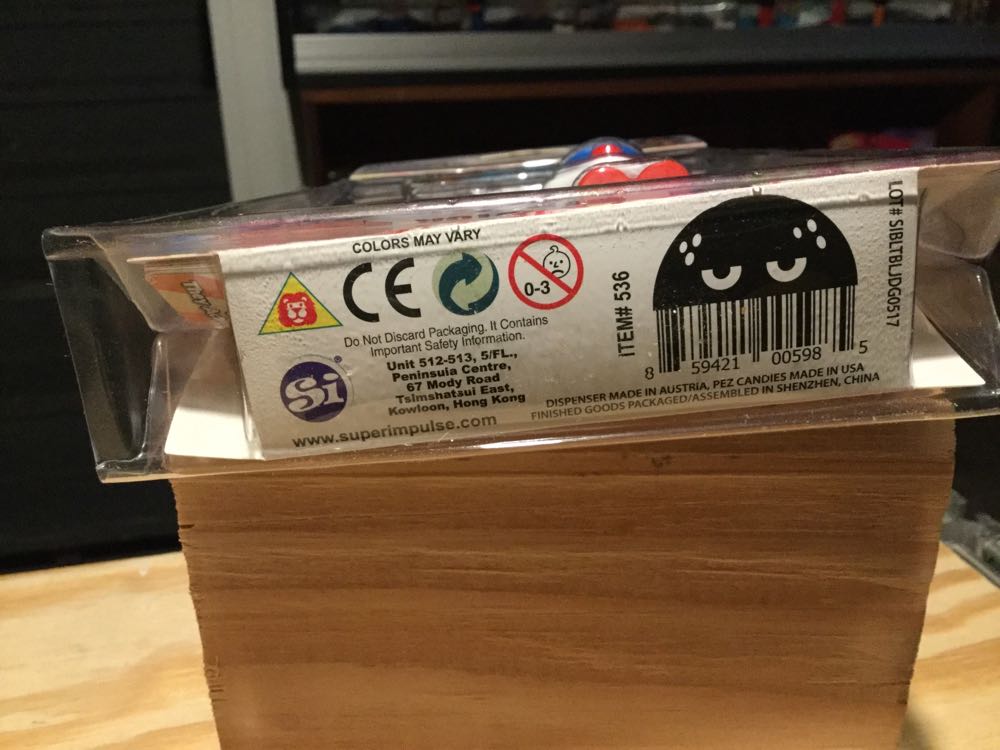 COLORS MAY VARY
CE
0-3
Do Not Discard Packaging. It Contains
Important Safety Information.
Si®
Unit 512-513, 5/FL.,
Peninsula Centre,
67 Mody Road
Tsimshatsui East,
Kowloon, Hong Kong
www.superimpulse.com
ITEM# 536
8 59421 00598 5
DISPENSER MADE IN AUSTRIA, PEZ CANDIES MADE IN USA
FINISHED GOODS PACKAGED/ASSEMBLED IN SHENZHEN, CHINA
LOT# SIBLTBLJDG0517